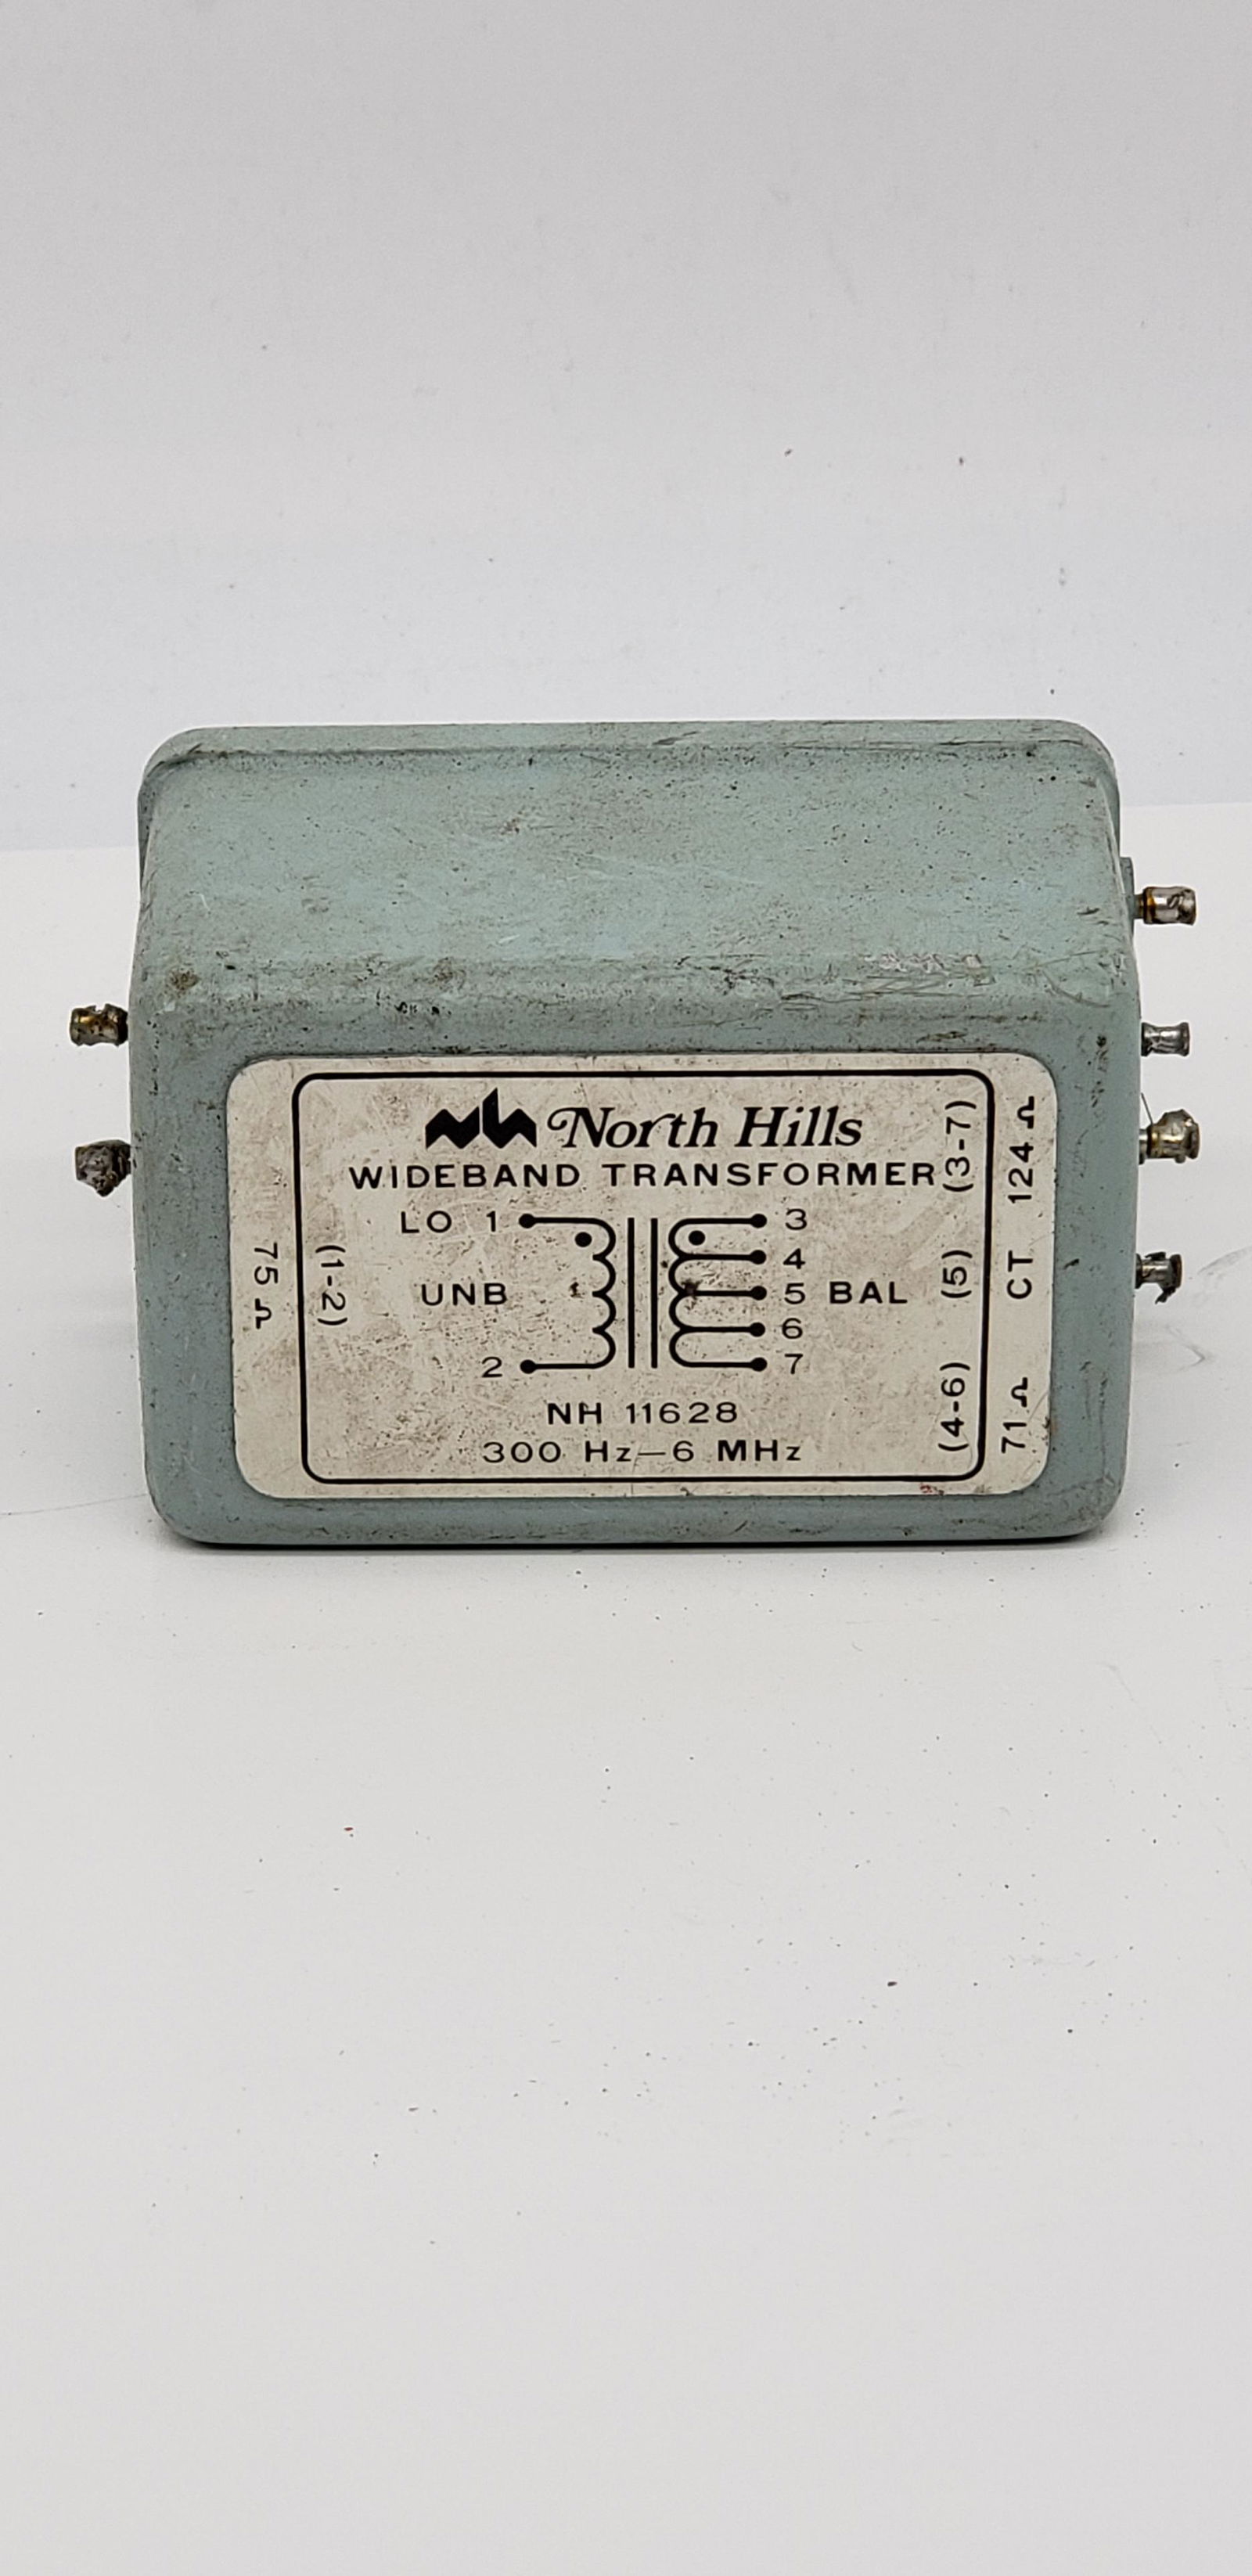 North Hills
WIDEBAND TRANSFORMER
LO 1
UNB
2
3
4
5 BAL
6
7
NH 11628
300 Hz–6 MHz
75 Ω
(1-2)
(3-7)
124 Ω
(5)
CT
(4-6)
71 Ω